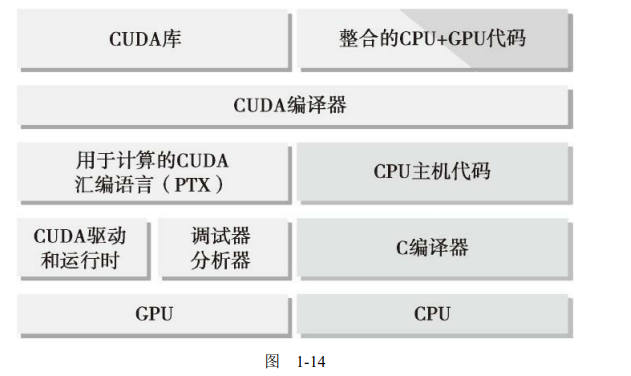 CUDA库
整合的CPU+GPU代码
CUDA编译器
用于计算的CUDA
汇编语言（PTX）
CPU主机代码
CUDA驱动
和运行时
调试器
分析器
C编译器
GPU
CPU
图 1-14